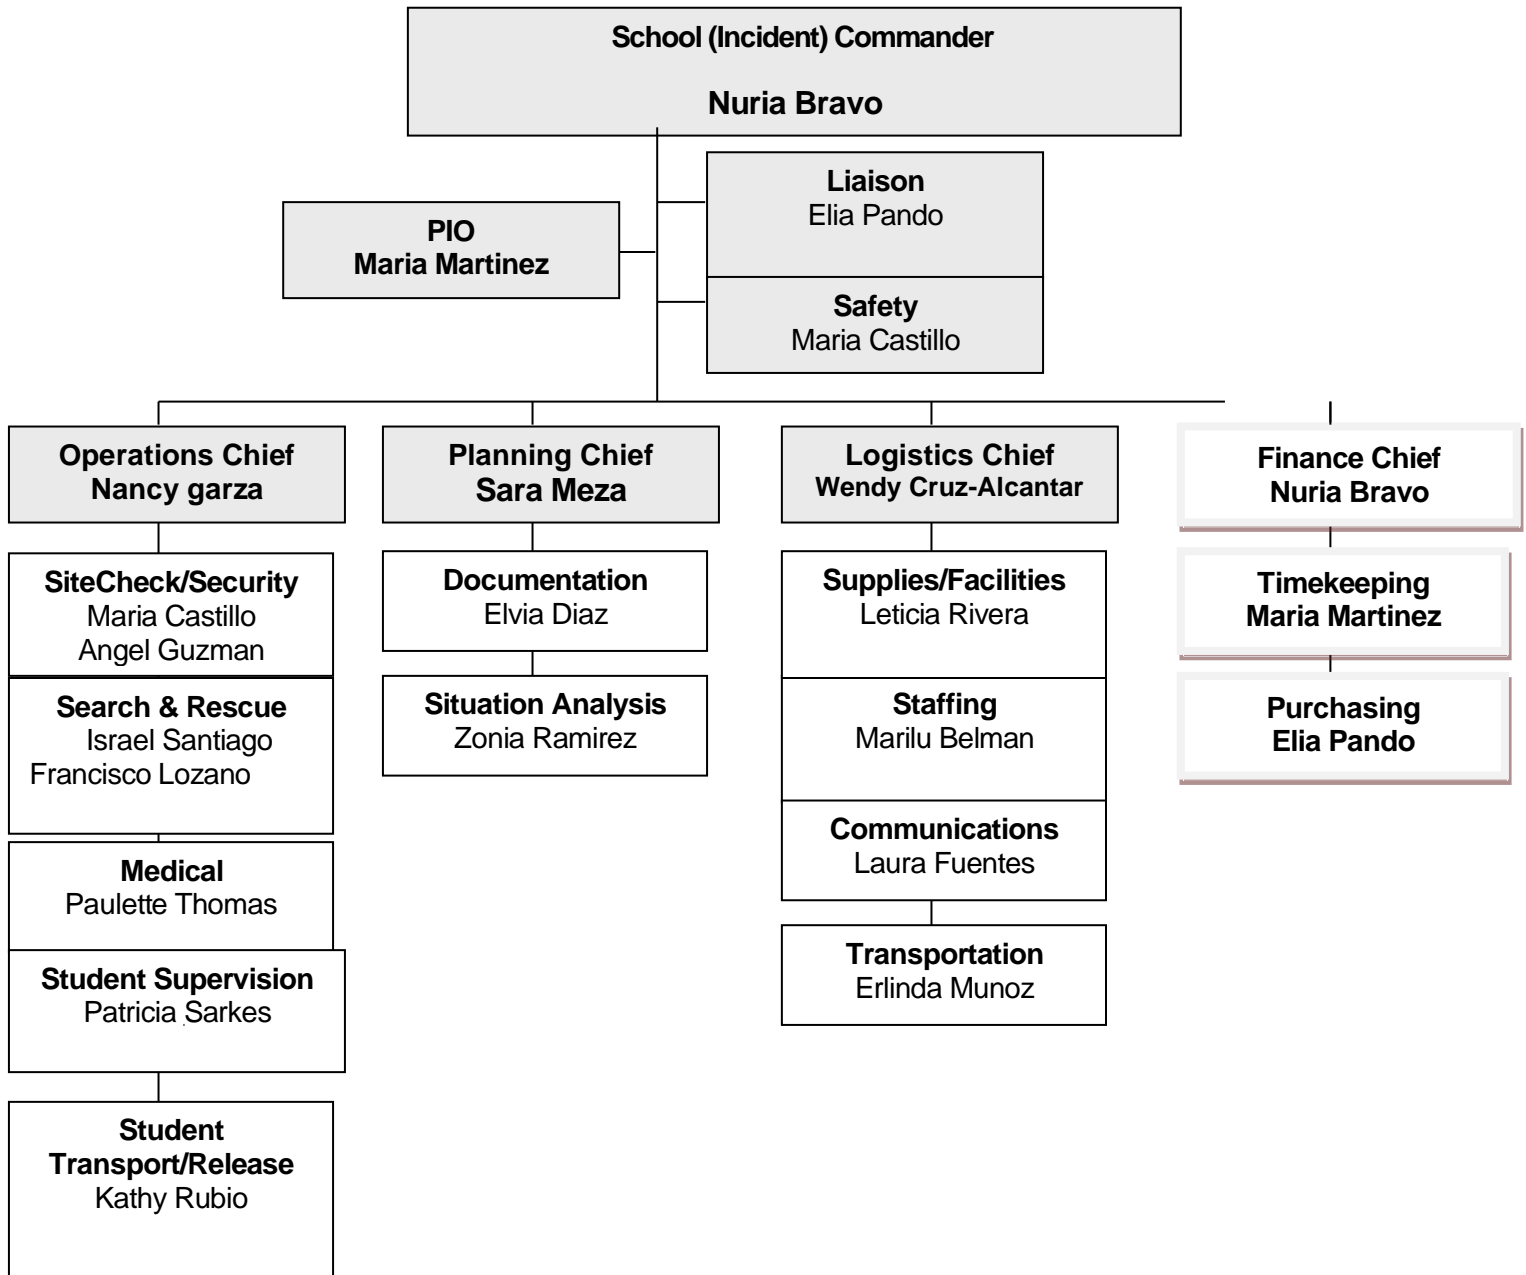 School (Incident) Commander
Nuria Bravo
Liaison
Elia Pando
PIO
Maria Martinez
Safety
Maria Castillo
Operations Chief
Nancy garza
SiteCheck/Security
Maria Castillo
Angel Guzman
Search & Rescue
Israel Santiago
Francisco Lozano
Medical
Paulette Thomas
Student Supervision
Patricia Sarkes
Student
Transport/Release
Kathy Rubio
Planning Chief
Sara Meza
Documentation
Elvia Diaz
Situation Analysis
Zonia Ramirez
Logistics Chief
Wendy Cruz-Alcantar
Supplies/Facilities
Leticia Rivera
Staffing
Marilu Belman
Communications
Laura Fuentes
Transportation
Erlinda Munoz
Finance Chief
Nuria Bravo
Timekeeping
Maria Martinez
Purchasing
Elia Pando